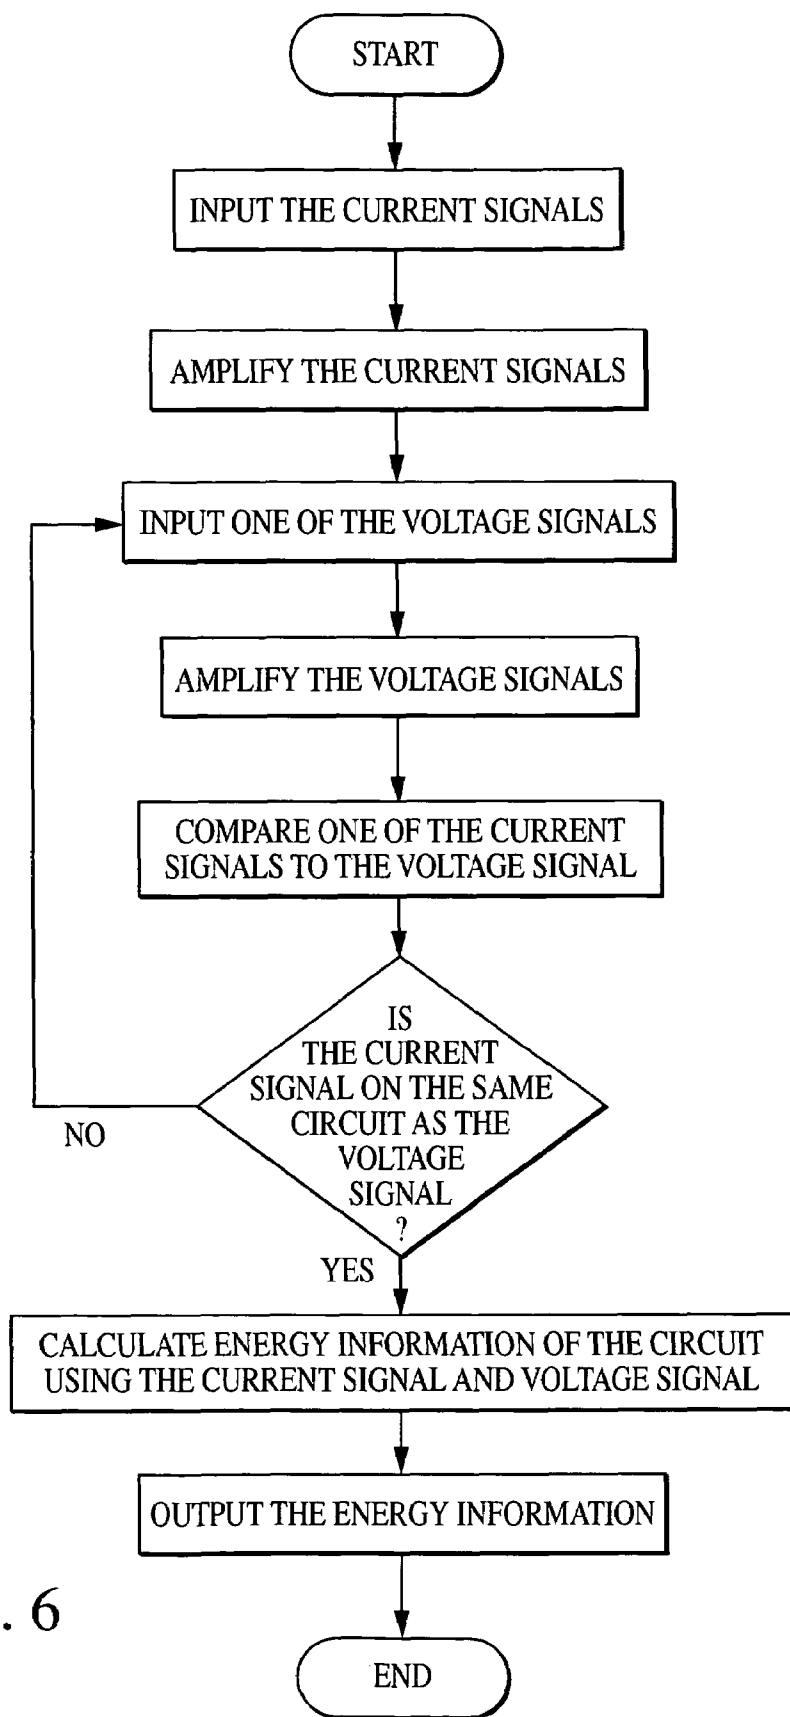 START
INPUT THE CURRENT SIGNALS
AMPLIFY THE CURRENT SIGNALS
INPUT ONE OF THE VOLTAGE SIGNALS
AMPLIFY THE VOLTAGE SIGNALS
COMPARE ONE OF THE CURRENT
SIGNALS TO THE VOLTAGE SIGNAL
IS
THE CURRENT
SIGNAL ON THE SAME
CIRCUIT AS THE
VOLTAGE
SIGNAL
?
NO
YES
CALCULATE ENERGY INFORMATION OF THE CIRCUIT
USING THE CURRENT SIGNAL AND VOLTAGE SIGNAL
OUTPUT THE ENERGY INFORMATION
. 6
END